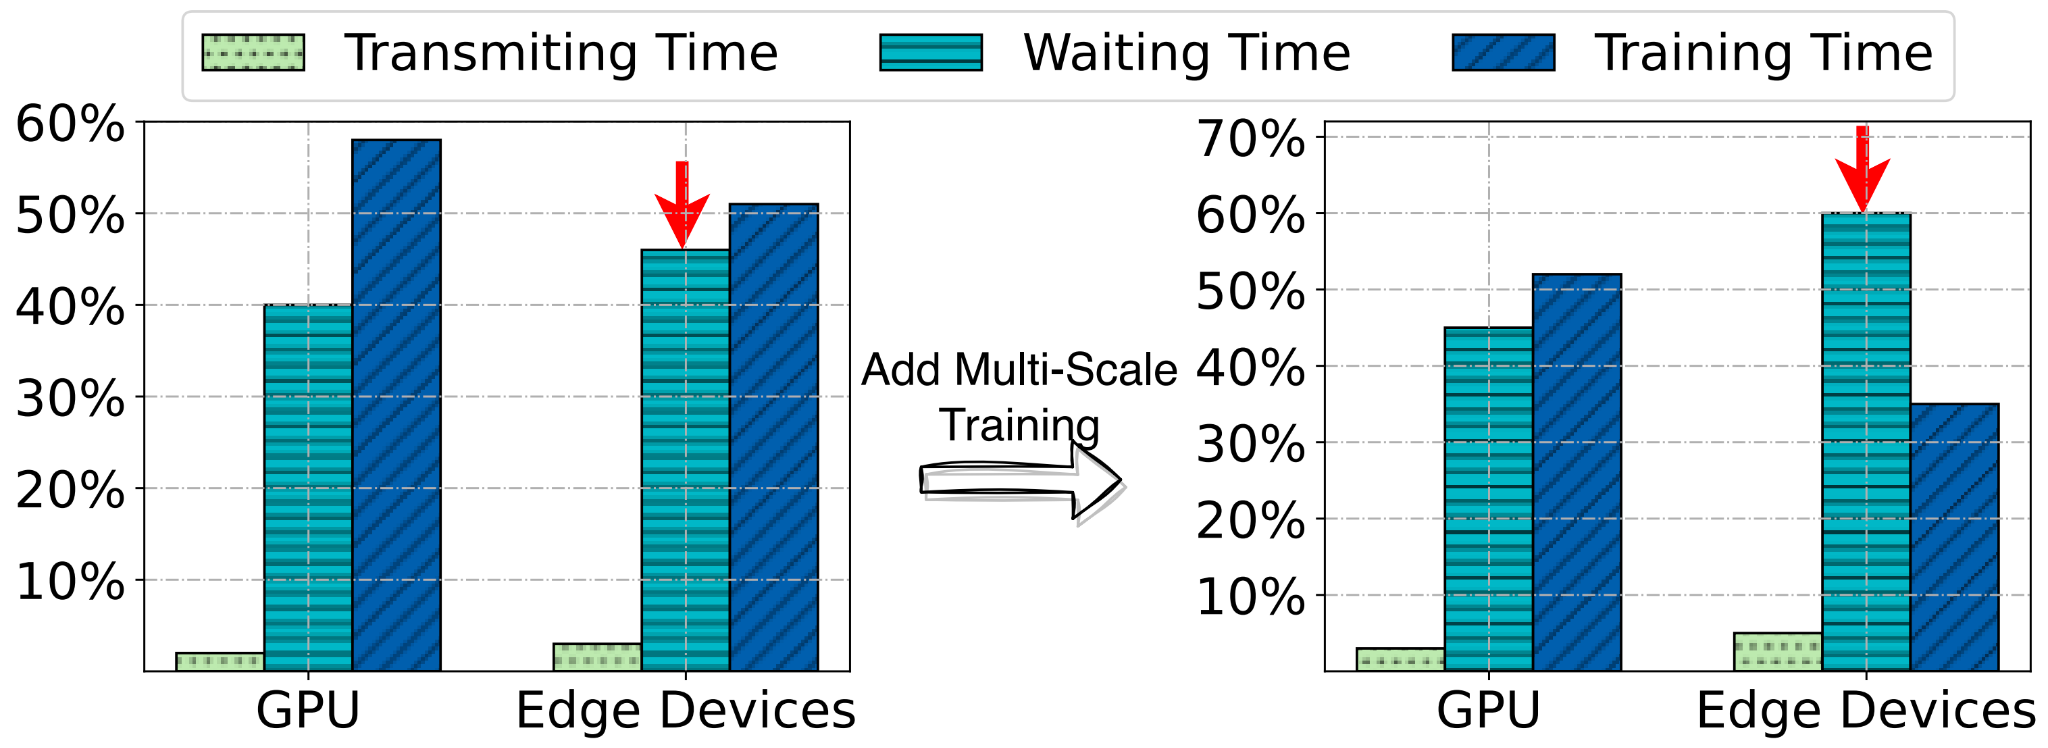 Transmiting Time Waiting Time Training Time
60%
50%
40%
30%
20%
10%
GPU Edge Devices
Add Multi-Scale
Training
70%
60%
50%
40%
30%
20%
10%
GPU Edge Devices